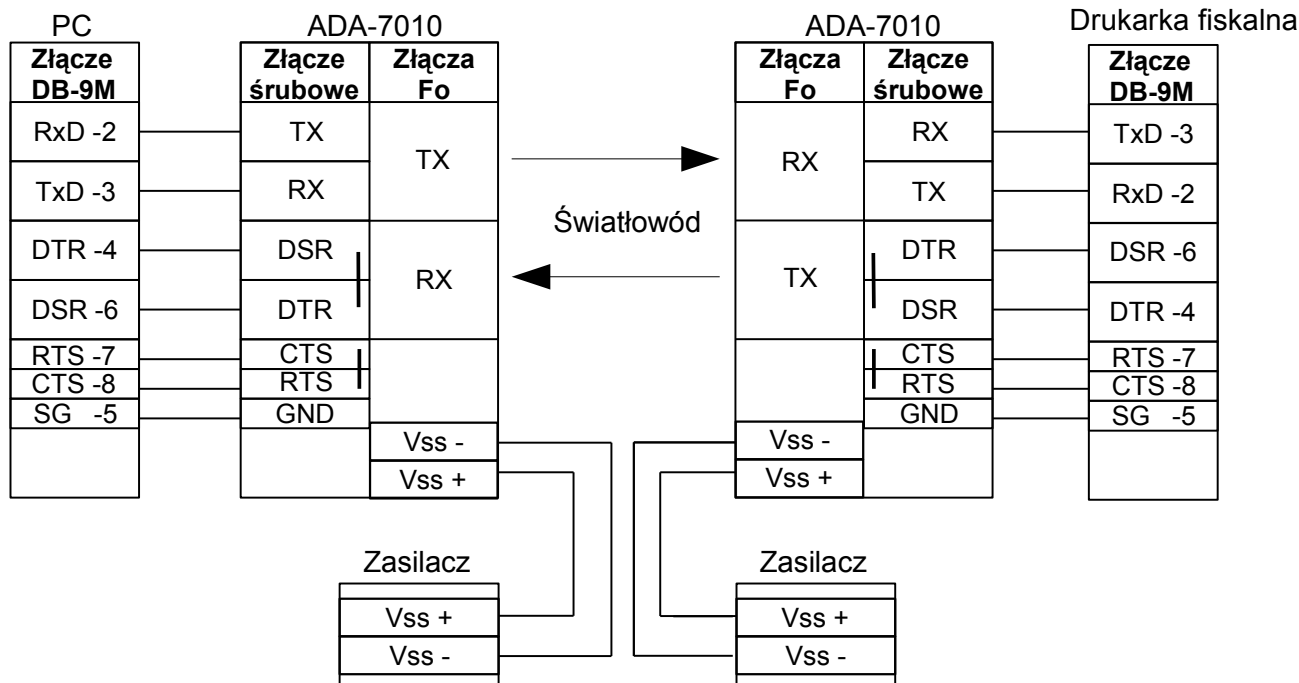 PC
ADA-7010
ADA-7010
Drukarka fiskalna
Złącze DB-9M
Złącze śrubowe
Złącza Fo
Złącza Fo
Złącze śrubowe
Złącze DB-9M
RxD -2
TX
TX
RX
RX
TxD -3
TxD -3
RX
TX
RxD -2
Światłowód
DTR -4
DSR
RX
TX
DTR
DSR -6
DSR -6
DTR
DSR
DTR -4
RTS -7
CTS
CTS
RTS -7
CTS -8
RTS
RTS
CTS -8
SG -5
GND
GND
SG -5
Vss -
Vss -
Vss +
Vss +
Zasilacz
Zasilacz
Vss +
Vss +
Vss -
Vss -